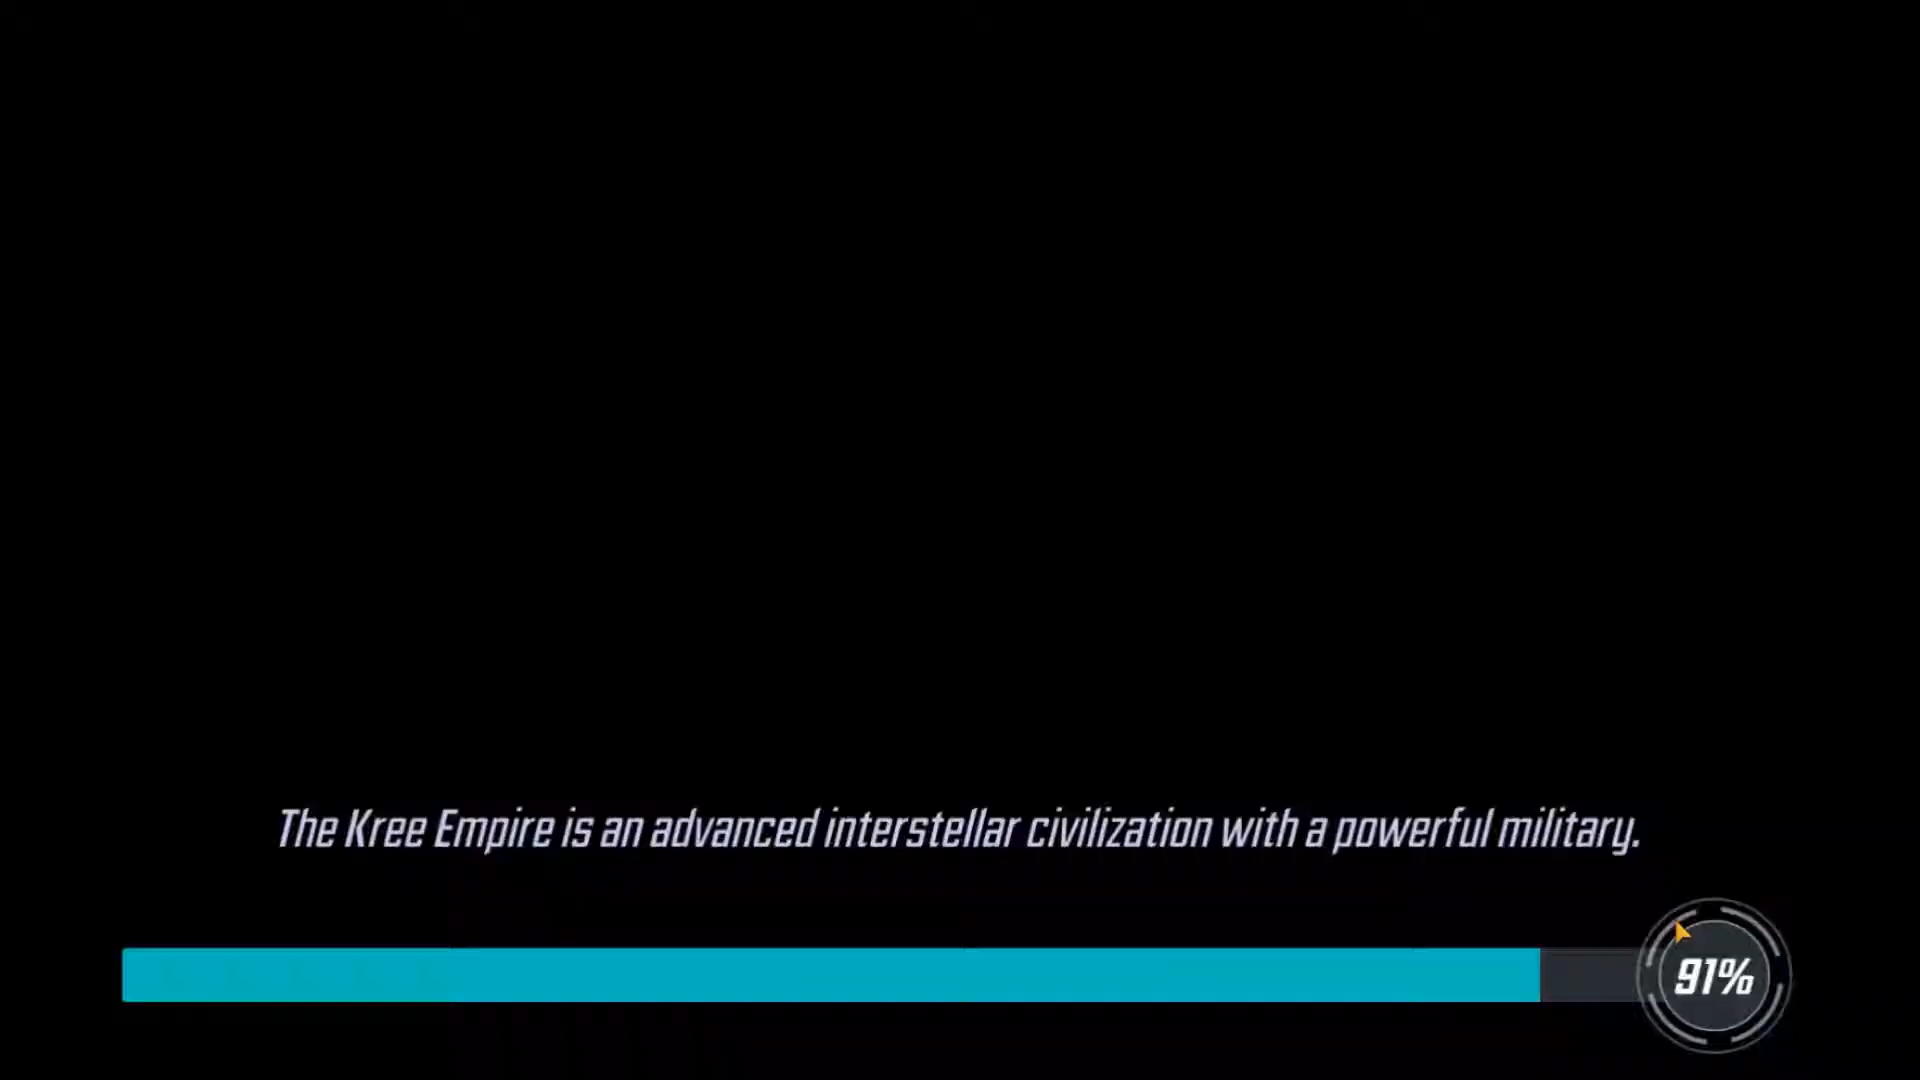 The Kree Empire is an advanced interstellar civilization with a powerful military.
91%